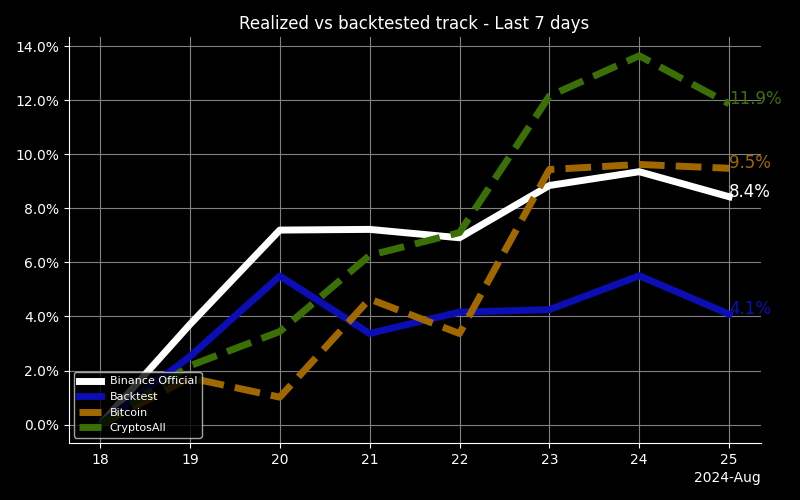 Realized vs backtested track - Last 7 days
14.0%
12.0%
10.0%
8.0%
6.0%
4.0%
2.0%
0.0%
11.9%
9.5%
8.4%
4.1%
Binance Official
Backtest
Bitcoin
CryptosAll
18 19 20 21 22 23 24 25
2024-Aug